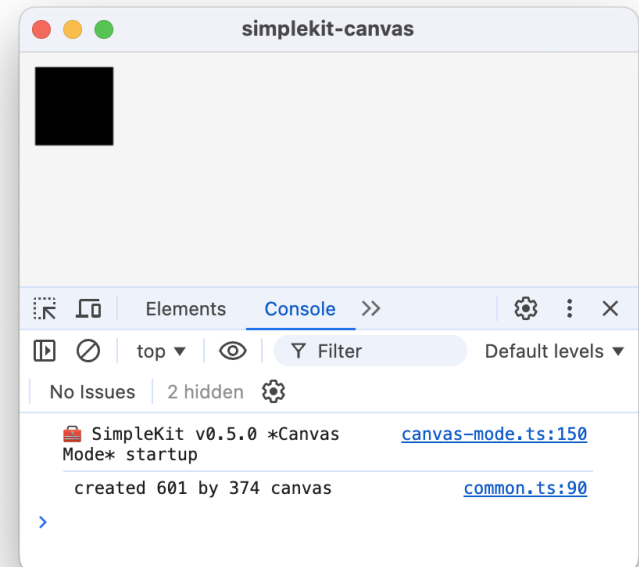 simplekit-canvas
Elements Console
top Filter Default levels
No Issues 2 hidden
SimpleKit v0.5.0 *Canvas canvas-mode.ts:150
Mode* startup
created 601 by 374 canvas common.ts:90